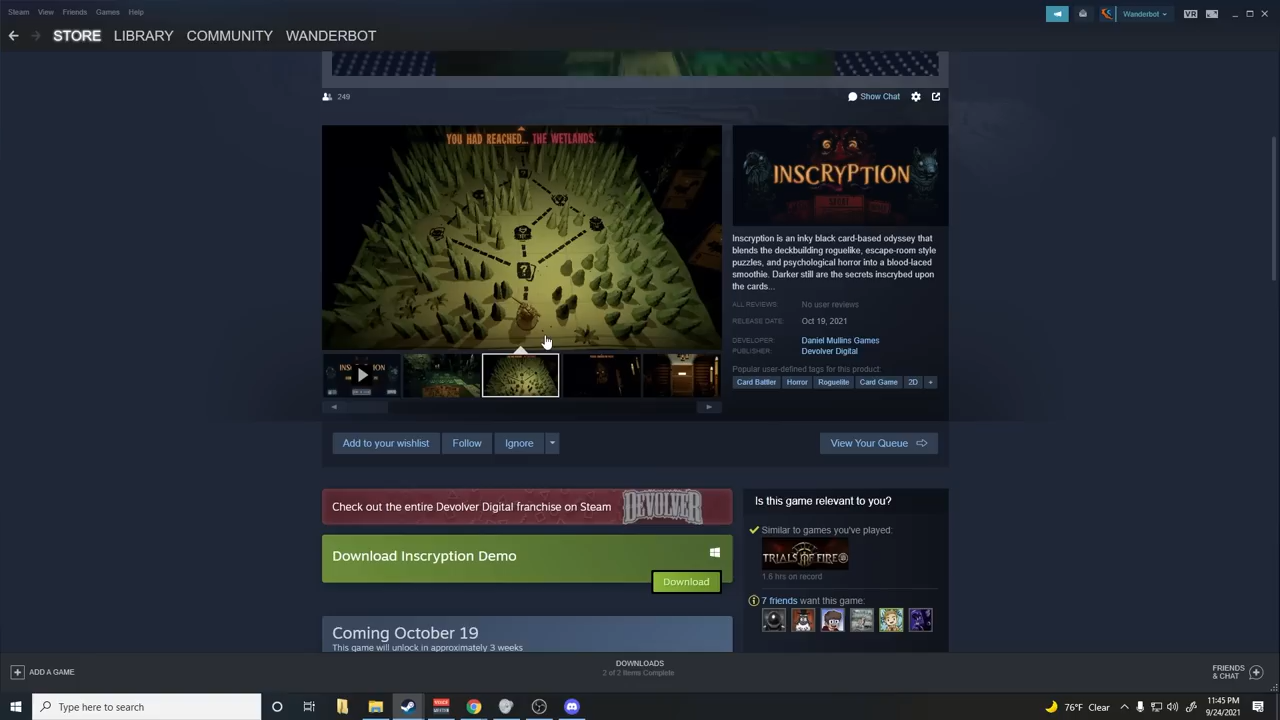 Steam View Friends Games Help
Wanderbot
VR
STORE LIBRARY COMMUNITY WANDERBOT
249
Show Chat
YOU HAD REACHED... THE WETLANDS.
INSCRYPTION
Inscryption is an inky black card-based odyssey that
blends the deckbuilding roguelike, escape-room style
puzzles, and psychological horror into a blood-laced
smoothie. Darker still are the secrets inscrybed upon
the cards...
ALL REVIEWS: No user reviews
RELEASE DATE: Oct 19, 2021
DEVELOPER: Daniel Mullins Games
PUBLISHER: Devolver Digital
Popular user-defined tags for this product:
Card Battler Horror Roguelite Card Game 2D +
Add to your wishlist Follow Ignore
View Your Queue
Check out the entire Devolver Digital franchise on Steam
DEVOLVER
Is this game relevant to you?
Similar to games you've played:
TRIALS OF FIRE
1.6 hrs on record
Download Inscryption Demo
Download
7 friends want this game:
Coming October 19
This game will unlock in approximately 3 weeks
ADD A GAME
DOWNLOADS
2 of 2 Items Complete
FRIENDS
& CHAT
Type here to search
76°F Clear
11:45 PM
9/24/2021